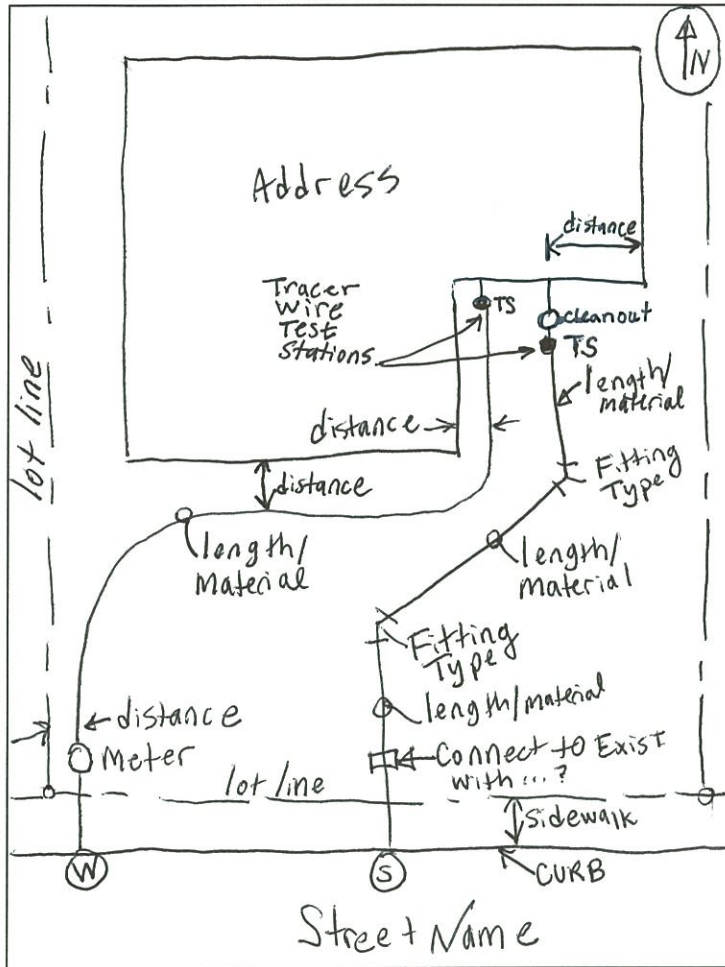 N
Address
distance
Tracer
Wire
Test
Stations
TS
cleanout
TS
length/
material
lot line
distance
distance
Fitting
Type
length/
material
length/
material
Fitting
Type
length/material
distance
Meter
Connect to Exist
with...?
lot line
sidewalk
W
S
CURB
Street Name